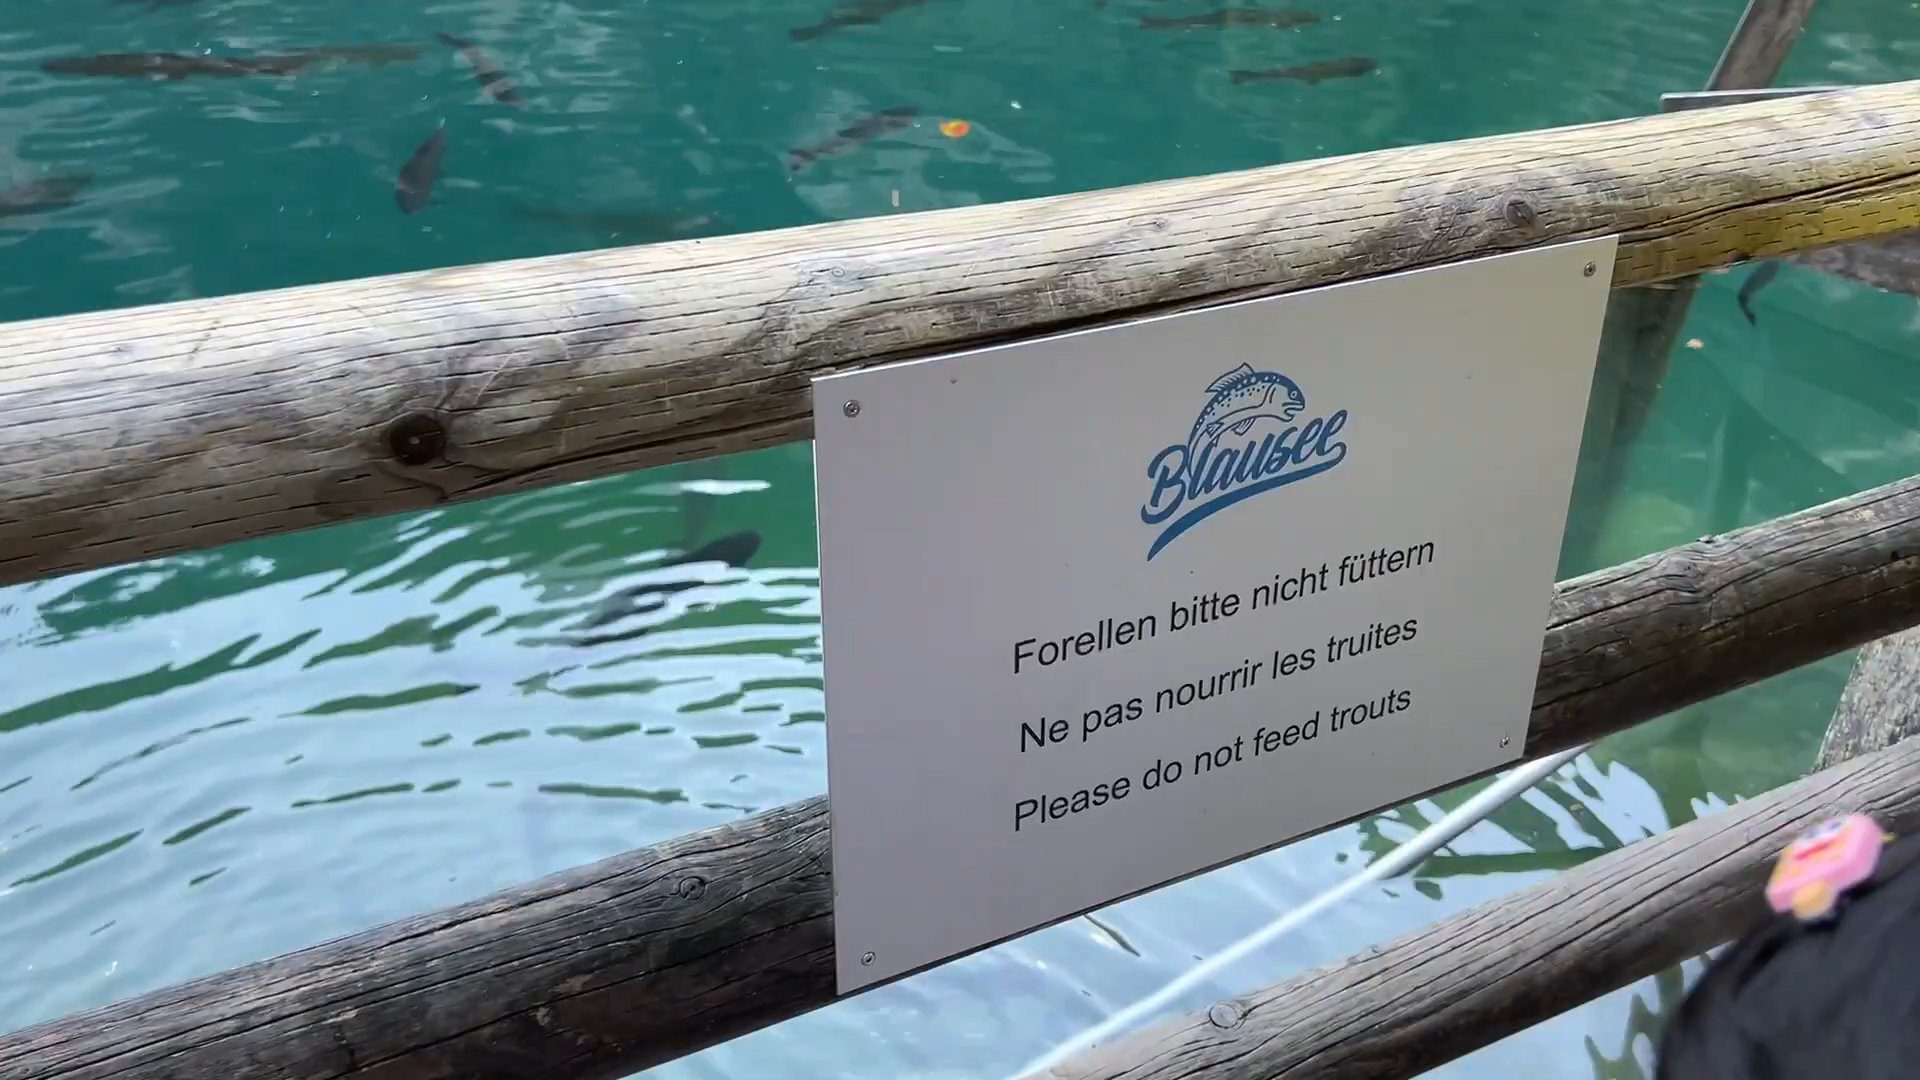 Blausee
Forellen bitte nicht füttern
Ne pas nourrir les truites
Please do not feed trouts